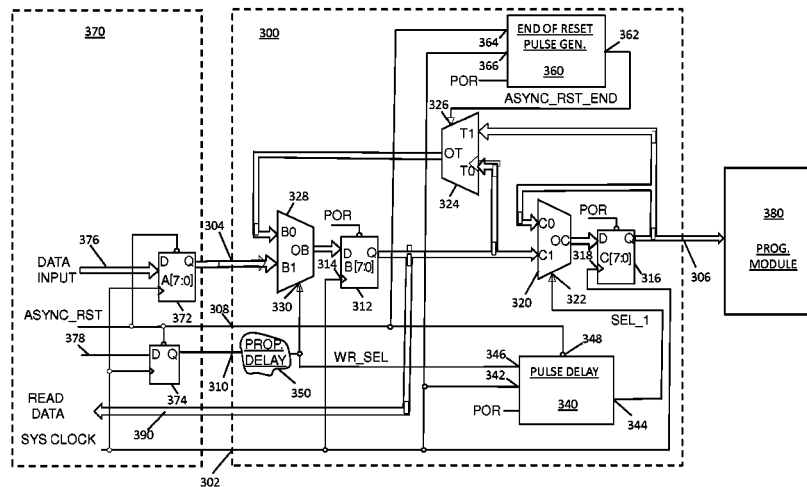 370
300
364
366
POR
END OF RESET
PULSE GEN.
360
362
ASYNC_RST_END
326
T1
OT
T0
324
328
POR
304
376
DATA
INPUT
D Q
A[7:0]
372
B0
OB
B1
330
314
D Q
B[7:0]
312
C0
OC
C1
320
322
POR
318
D Q
C[7:0]
316
306
380
PROG.
MODULE
ASYNC_RST
308
378
D Q
374
310
PROP.
DELAY
350
WR_SEL
SEL_1
348
346
342
POR
PULSE DELAY
340
344
READ
DATA
390
SYS CLOCK
302